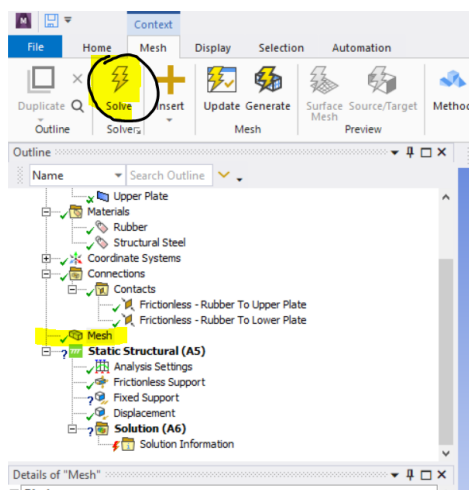 M
Context
File Home Mesh Display Selection Automation
Duplicate Q Solve Insert Update Generate Surface Mesh Source/Target
Outline Solver Mesh Preview
Outline
Name Search Outline
Upper Plate
Materials
Rubber
Structural Steel
Coordinate Systems
Connections
Contacts
Frictionless - Rubber To Upper Plate
Frictionless - Rubber To Lower Plate
Mesh
Static Structural (A5)
Analysis Settings
Frictionless Support
Fixed Support
Displacement
Solution (A6)
Solution Information
Details of "Mesh"